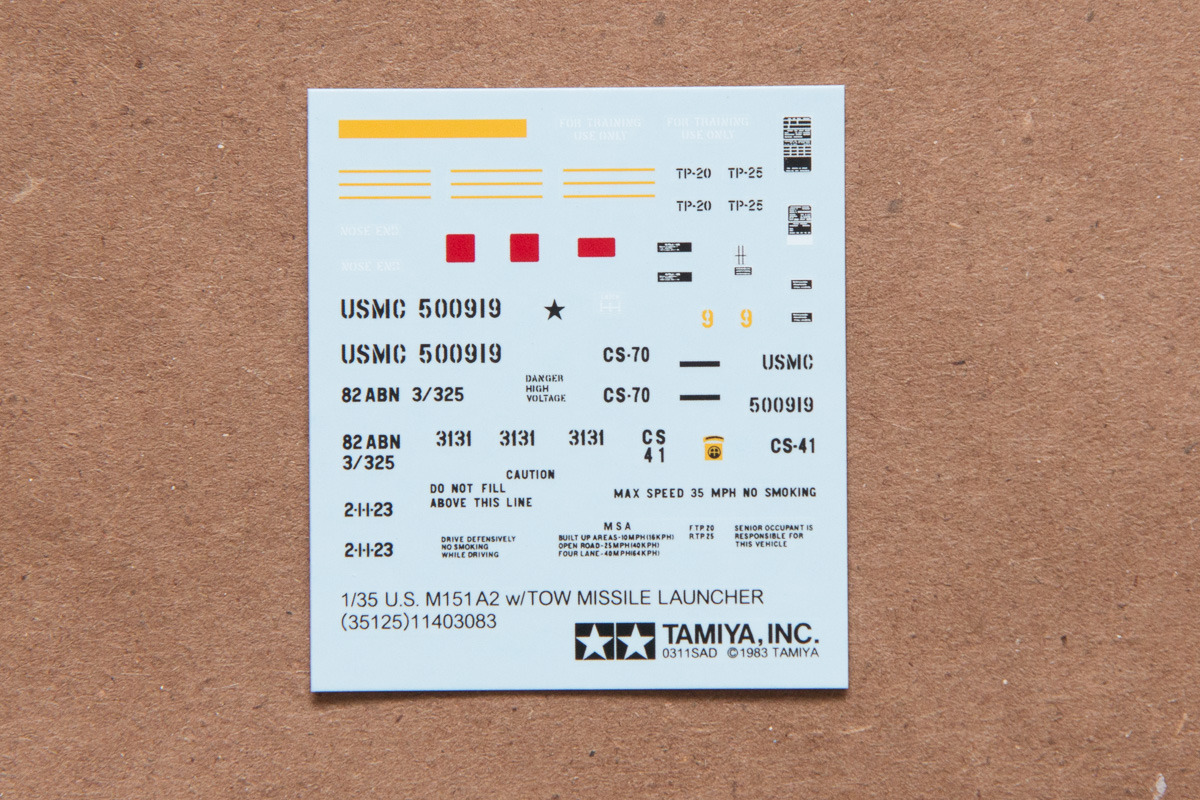 FOR TRAINING
USE ONLY
FOR TRAINING
USE ONLY
TP-20 TP-25
TP-20 TP-25
NOSE END
NOSE END
USMC 500919
9 9
USMC 500919
CS-70
USMC
82 ABN 3/325
DANGER
HIGH
VOLTAGE
CS-70
500919
82 ABN
3/325
3131 3131 3131
CS
41
CS-41
CAUTION
DO NOT FILL
ABOVE THIS LINE
MAX SPEED 35 MPH NO SMOKING
2-1-1-23
2-1-1-23
DRIVE DEFENSIVELY
NO SMOKING
WHILE DRIVING
MSA
BUILT UP AREAS-10MPH(16KPH)
OPEN ROAD-25MPH(40KPH)
FOUR LANE-40MPH(64KPH)
FTP 20
RTP 25
SENIOR OCCUPANT IS
RESPONSIBLE FOR
THIS VEHICLE
1/35 U.S. M151A2 w/TOW MISSILE LAUNCHER
(35125)11403083
TAMIYA, INC.
0311SAD ©1983 TAMIYA